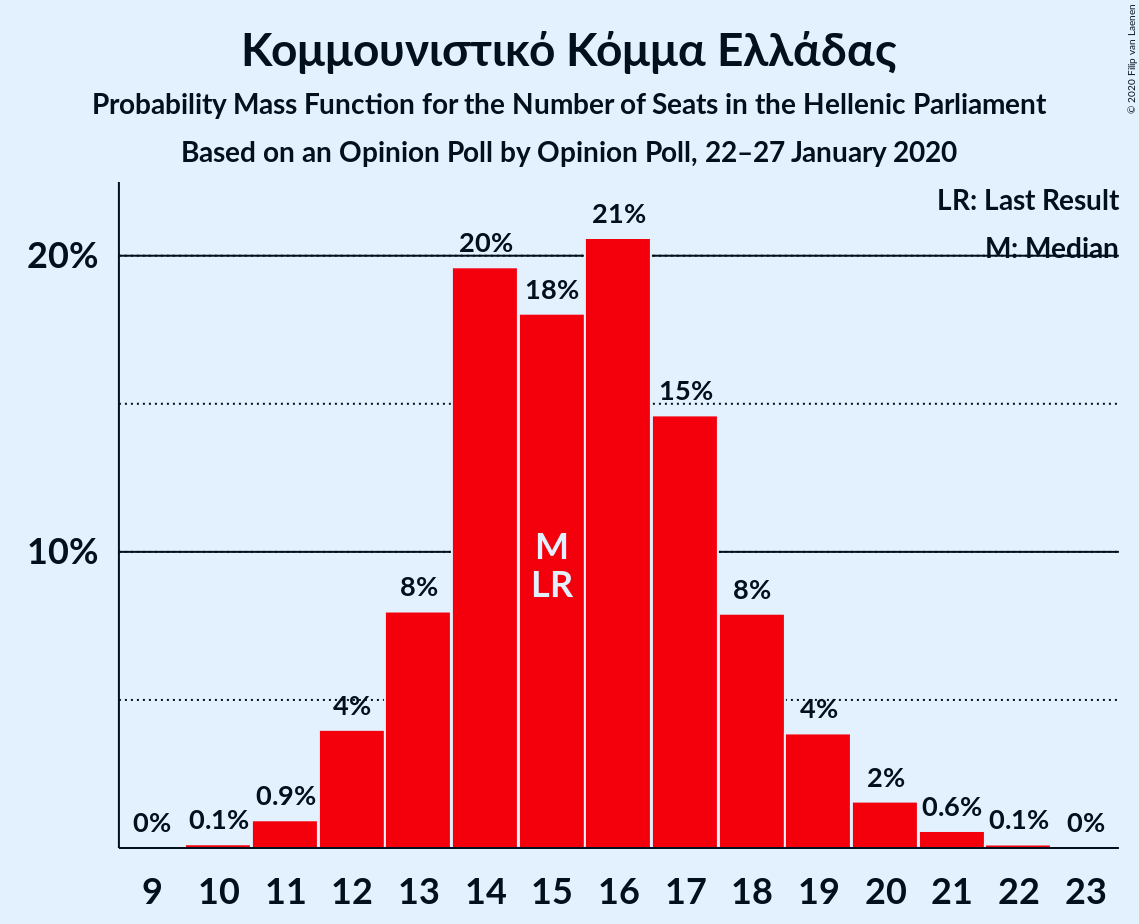 Κομμουνιστικό Κόμμα Ελλάδας
Probability Mass Function for the Number of Seats in the Hellenic Parliament
Based on an Opinion Poll by Opinion Poll, 22–27 January 2020
© 2020 Filip van Laenen
LR: Last Result
M: Median
20%
10%
0%
0.1%
0.9%
4%
8%
20%
18%
21%
15%
8%
4%
2%
0.6%
0.1%
0%
M
LR
9 10 11 12 13 14 15 16 17 18 19 20 21 22 23